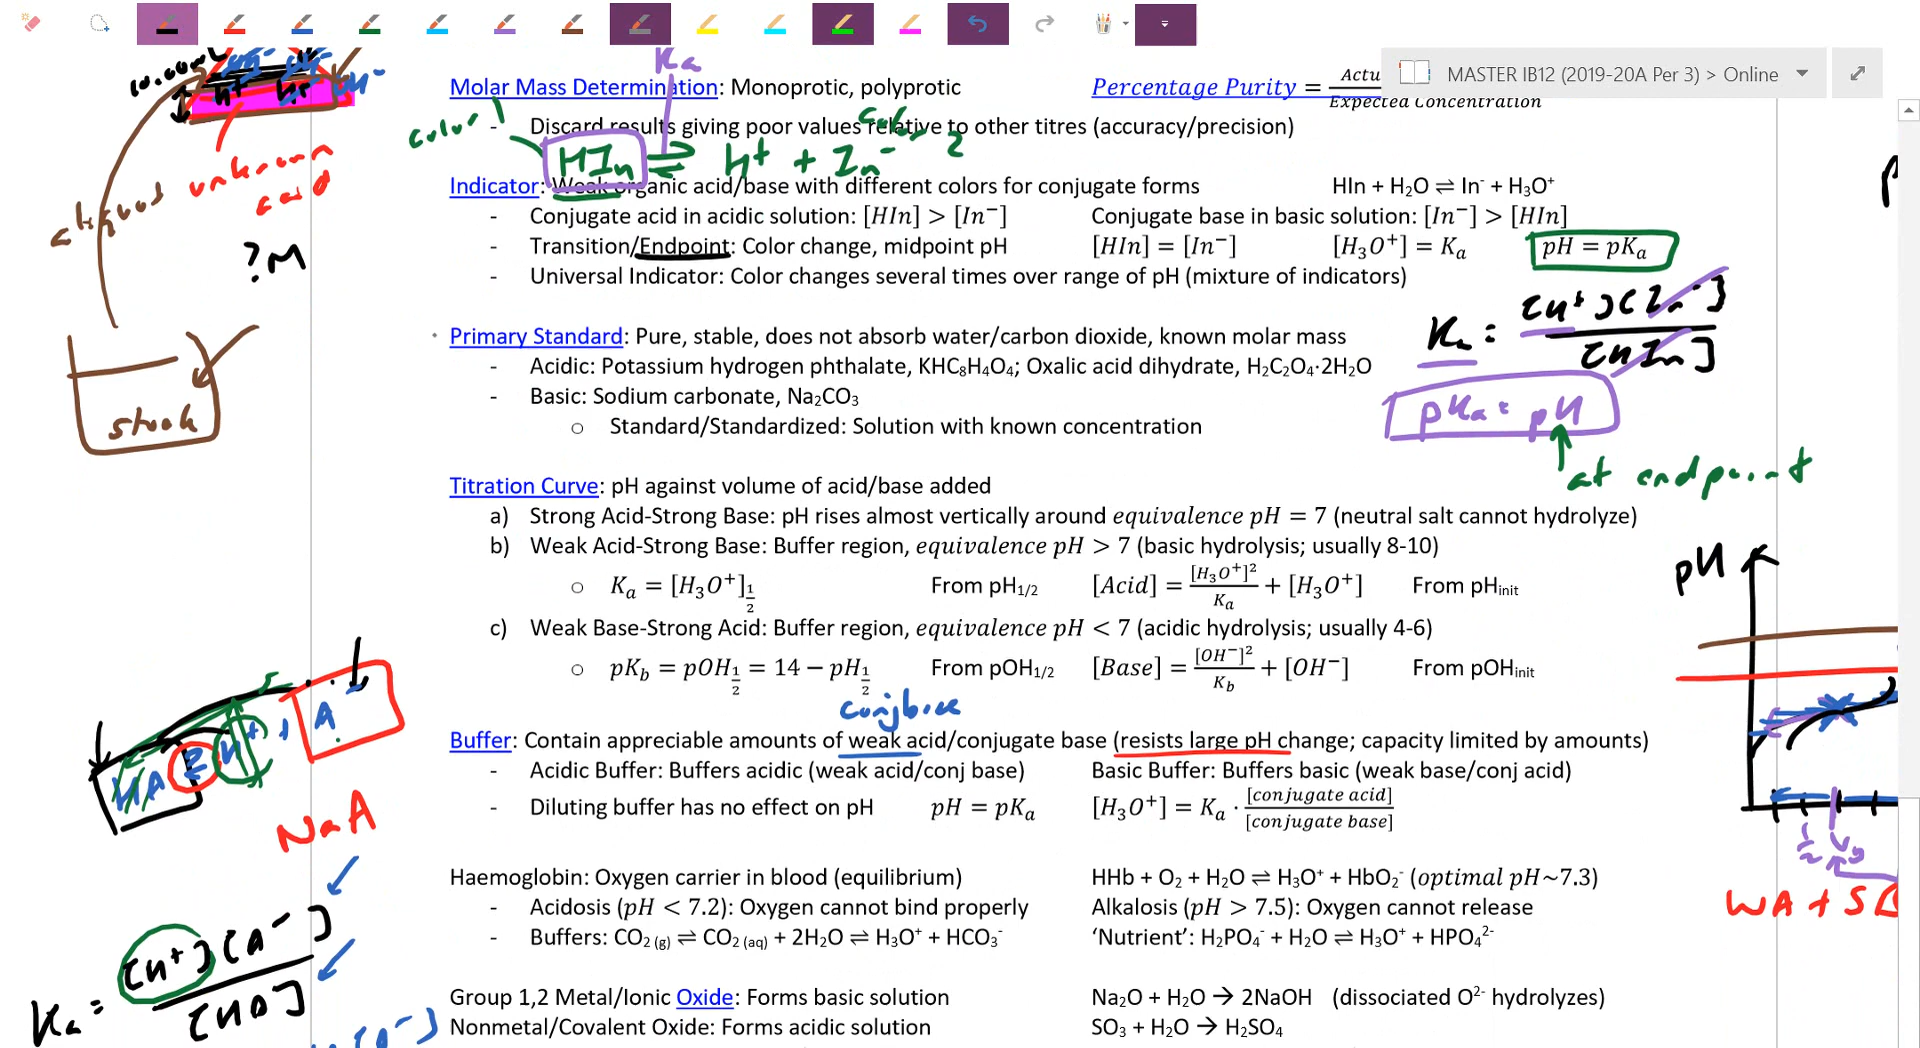 MASTER IB12 (2019-20A Per 3) > Online
10.00mL
Ka
Molar Mass Determination: Monoprotic, polyprotic
Percentage Purity = Actu
Expected Concentration
color 1
- Discard results giving poor values relative to other titres (accuracy/precision)
color 2
HIn ⇌ H⁺ + In⁻
unknown acid
aliquot
?M
stock
Indicator: Weak organic acid/base with different colors for conjugate forms HIn + H₂O ⇌ In⁻ + H₃O⁺
- Conjugate acid in acidic solution: [HIn] > [In⁻] Conjugate base in basic solution: [In⁻] > [HIn]
- Transition/Endpoint: Color change, midpoint pH [HIn] = [In⁻] [H₃O⁺] = Kₐ pH = pKₐ
- Universal Indicator: Color changes several times over range of pH (mixture of indicators)
Ka = [H⁺][In⁻]
[HIn]
pKa = pH
at endpoint
Primary Standard: Pure, stable, does not absorb water/carbon dioxide, known molar mass
- Acidic: Potassium hydrogen phthalate, KHC₈H₄O₄; Oxalic acid dihydrate, H₂C₂O₄·2H₂O
- Basic: Sodium carbonate, Na₂CO₃
○ Standard/Standardized: Solution with known concentration
Titration Curve: pH against volume of acid/base added
a) Strong Acid-Strong Base: pH rises almost vertically around equivalence pH = 7 (neutral salt cannot hydrolyze)
b) Weak Acid-Strong Base: Buffer region, equivalence pH > 7 (basic hydrolysis; usually 8-10)
○ Kₐ = [H₃O⁺]½ From pH1/2 [Acid] = [H₃O⁺]²/Kₐ + [H₃O⁺] From pHinit
c) Weak Base-Strong Acid: Buffer region, equivalence pH < 7 (acidic hydrolysis; usually 4-6)
○ pK_b = pOH½ = 14 − pH½ From pOH1/2 [Base] = [OH⁻]²/K_b + [OH⁻] From pOHinit
pH
conj base
Buffer: Contain appreciable amounts of weak acid/conjugate base (resists large pH change; capacity limited by amounts)
- Acidic Buffer: Buffers acidic (weak acid/conj base) Basic Buffer: Buffers basic (weak base/conj acid)
- Diluting buffer has no effect on pH pH = pKₐ [H₃O⁺] = Kₐ · [conjugate acid]/[conjugate base]
HA ⇌ H⁺ + A⁻
NaA
Ka = [H⁺][A⁻]
[HA]
[A⁻]
½
WA + S
Haemoglobin: Oxygen carrier in blood (equilibrium) HHb + O₂ + H₂O ⇌ H₃O⁺ + HbO₂⁻ (optimal pH~7.3)
- Acidosis (pH < 7.2): Oxygen cannot bind properly Alkalosis (pH > 7.5): Oxygen cannot release
- Buffers: CO₂ (g) ⇌ CO₂ (aq) + 2H₂O ⇌ H₃O⁺ + HCO₃⁻ ‘Nutrient’: H₂PO₄⁻ + H₂O ⇌ H₃O⁺ + HPO₄²⁻
Group 1,2 Metal/Ionic Oxide: Forms basic solution Na₂O + H₂O → 2NaOH (dissociated O²⁻ hydrolyzes)
Nonmetal/Covalent Oxide: Forms acidic solution SO₃ + H₂O → H₂SO₄